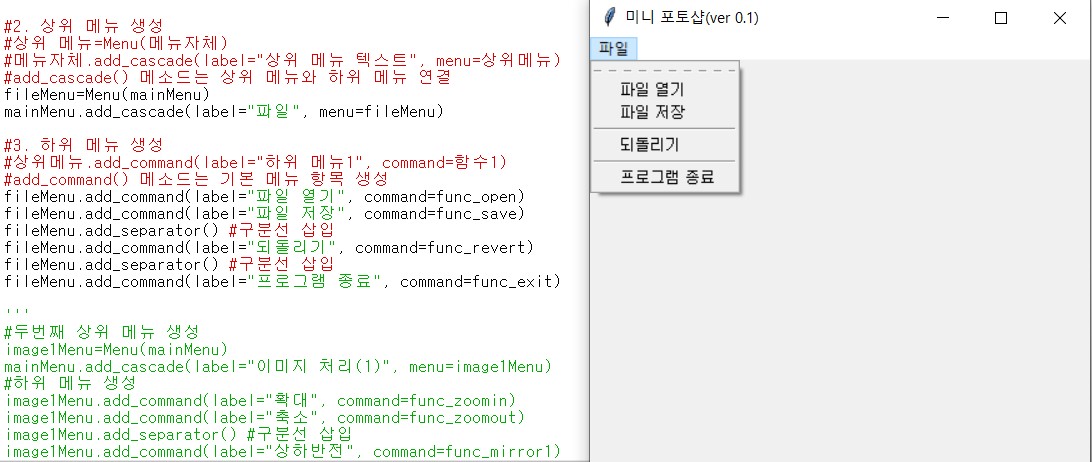 #2. 상위 메뉴 생성
#상위 메뉴=Menu(메뉴자체)
#메뉴자체.add_cascade(label="상위 메뉴 텍스트", menu=상위메뉴)
#add_cascade() 메소드는 상위 메뉴와 하위 메뉴 연결
fileMenu=Menu(mainMenu)
mainMenu.add_cascade(label="파일", menu=fileMenu)
#3. 하위 메뉴 생성
#상위메뉴.add_command(label="하위 메뉴1", command=함수1)
#add_command() 메소드는 기본 메뉴 항목 생성
fileMenu.add_command(label="파일 열기", command=func_open)
fileMenu.add_command(label="파일 저장", command=func_save)
fileMenu.add_separator() #구분선 삽입
fileMenu.add_command(label="되돌리기", command=func_revert)
fileMenu.add_separator() #구분선 삽입
fileMenu.add_command(label="프로그램 종료", command=func_exit)
'''
#두번째 상위 메뉴 생성
image1Menu=Menu(mainMenu)
mainMenu.add_cascade(label="이미지 처리(1)", menu=image1Menu)
#하위 메뉴 생성
image1Menu.add_command(label="확대", command=func_zoomin)
image1Menu.add_command(label="축소", command=func_zoomout)
image1Menu.add_separator() #구분선 삽입
image1Menu.add_command(label="상하반전", command=func_mirror1)
미니 포토샵(ver 0.1)
파일
파일 열기
파일 저장
되돌리기
프로그램 종료